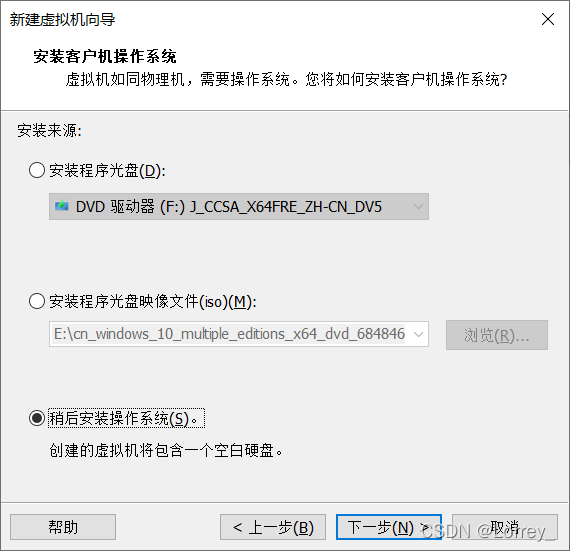 新建虚拟机向导
安装客户机操作系统
虚拟机如同物理机，需要操作系统。您将如何安装客户机操作系统?
安装来源:
安装程序光盘(D):
DVD 驱动器 (F:) J_CCSA_X64FRE_ZH-CN_DV5
安装程序光盘映像文件(iso)(M):
E:\cn_windows_10_multiple_editions_x64_dvd_684846
浏览(R)...
稍后安装操作系统(S)。
创建的虚拟机将包含一个空白硬盘。
帮助
< 上一步(B)
下一步(N) >
取消
CSDN @Lorrey_